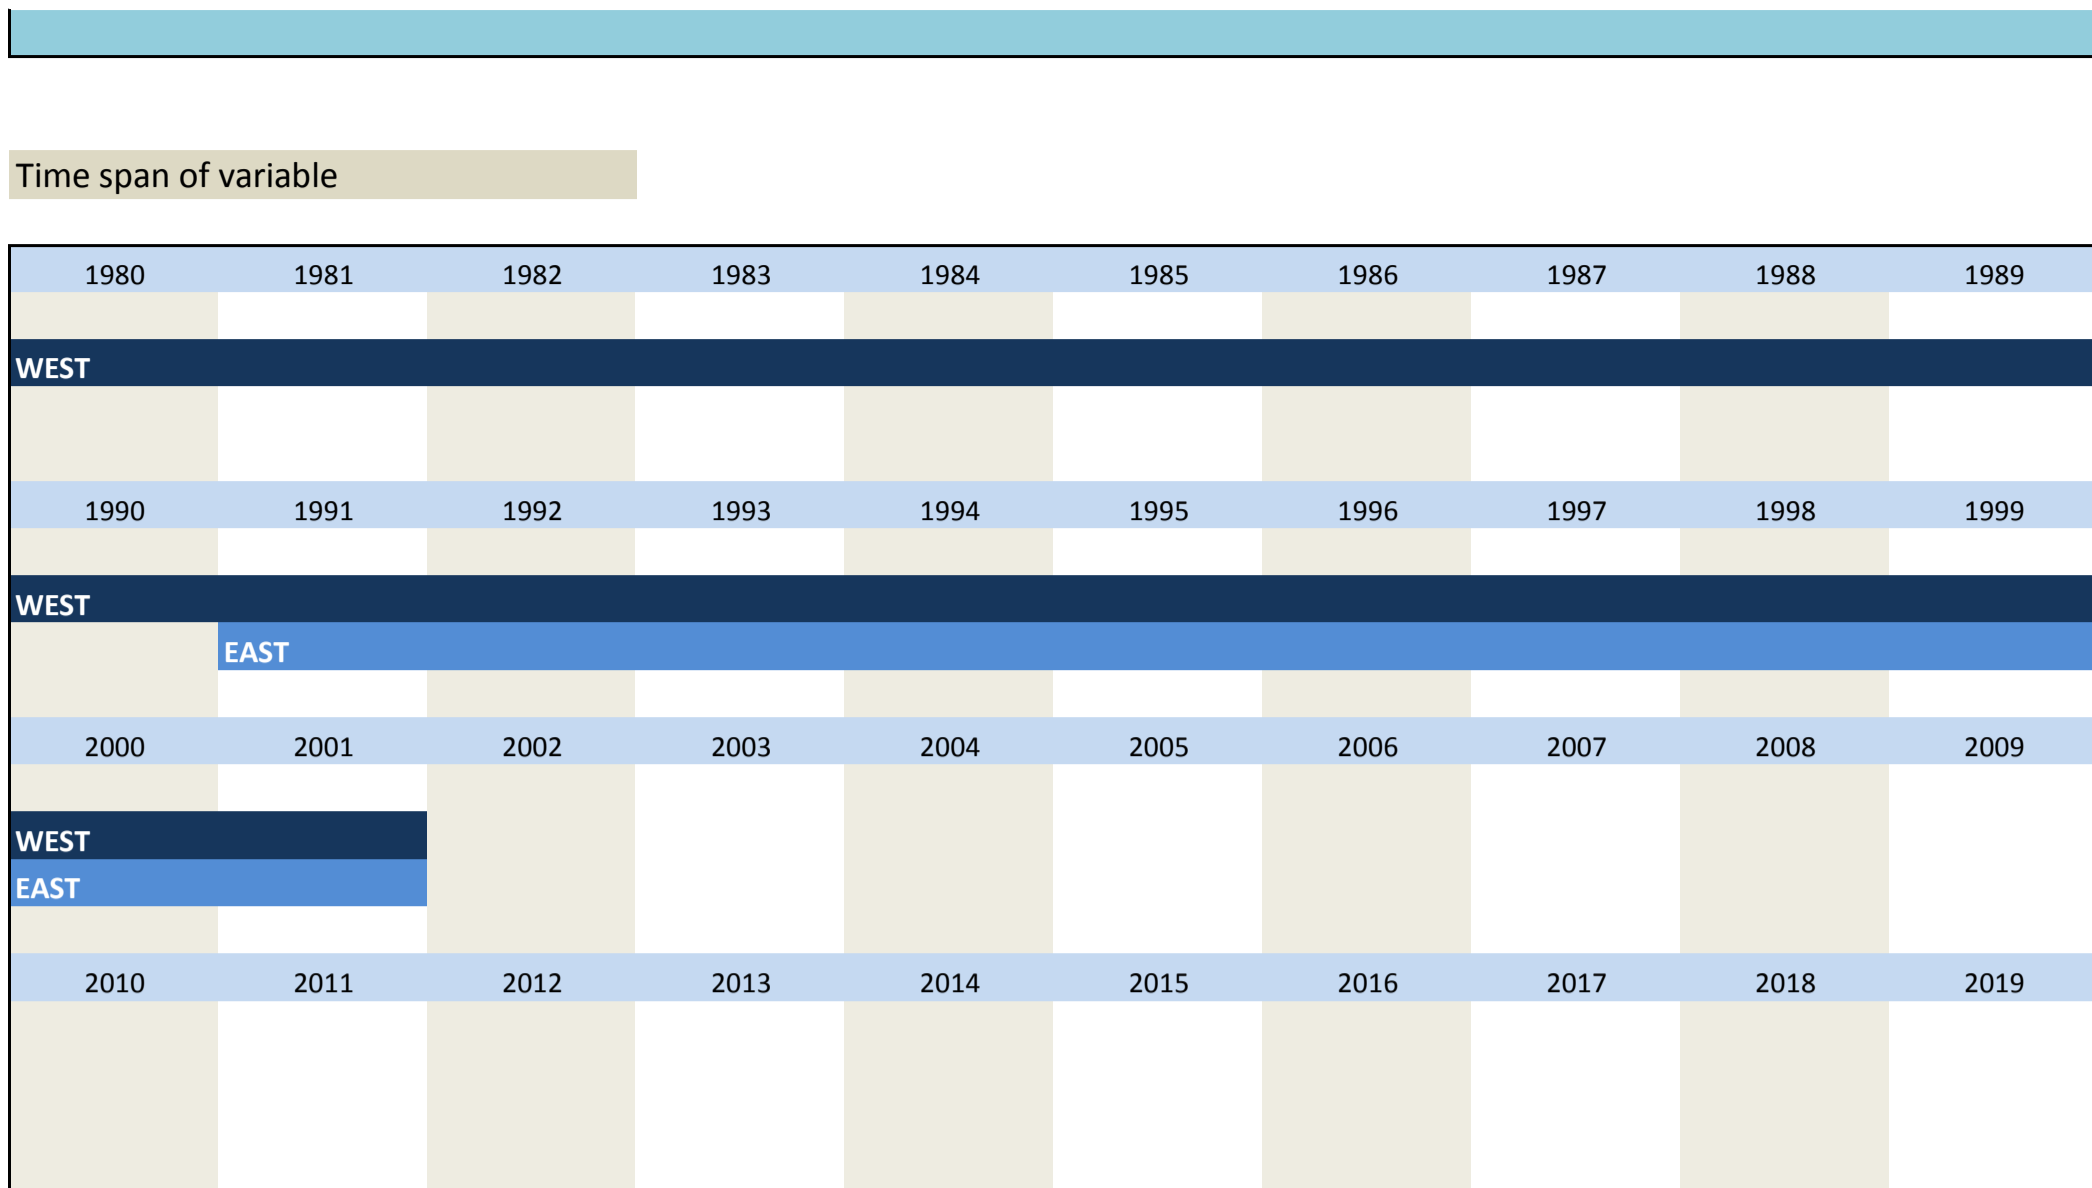 Time span of variable
1980 1981 1982 1983 1984 1985 1986 1987 1988 1989
WEST
1990 1991 1992 1993 1994 1995 1996 1997 1998 1999
WEST
EAST
2000 2001 2002 2003 2004 2005 2006 2007 2008 2009
WEST
EAST
2010 2011 2012 2013 2014 2015 2016 2017 2018 2019